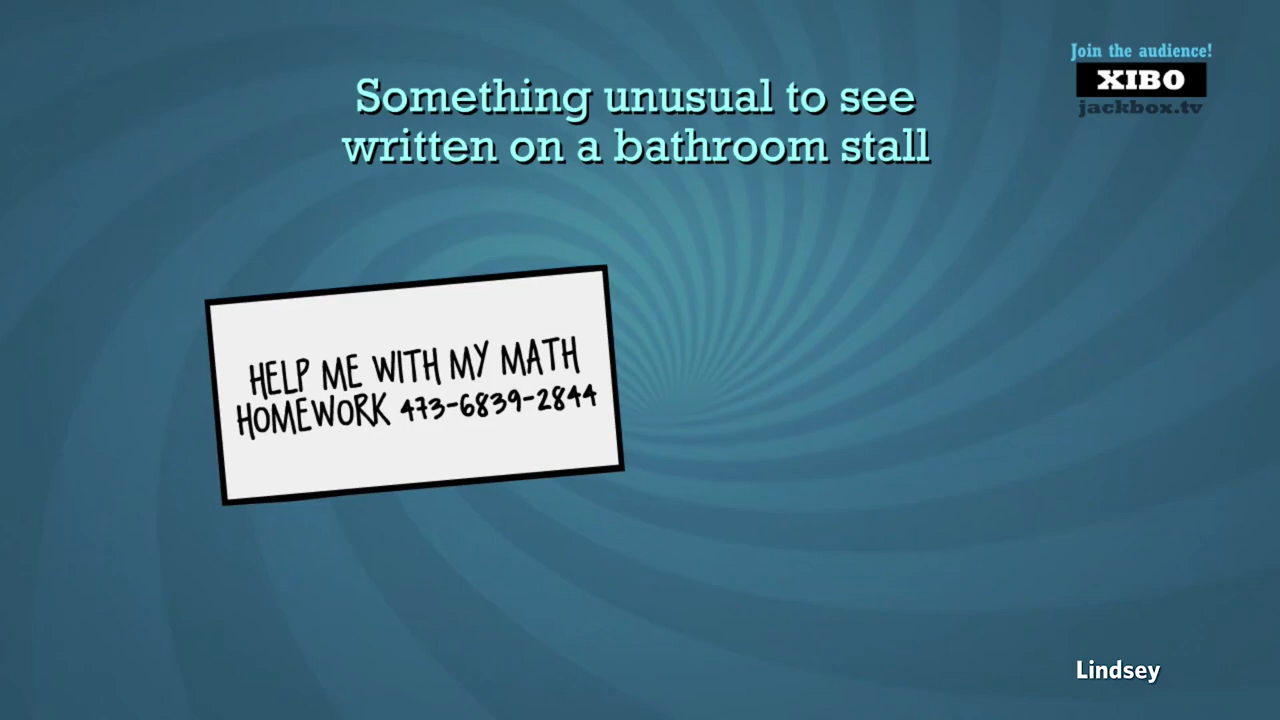 Join the audience!
XIBO
jackbox.tv
Something unusual to see
written on a bathroom stall
HELP ME WITH MY MATH
HOMEWORK 473-6839-2844
Lindsey